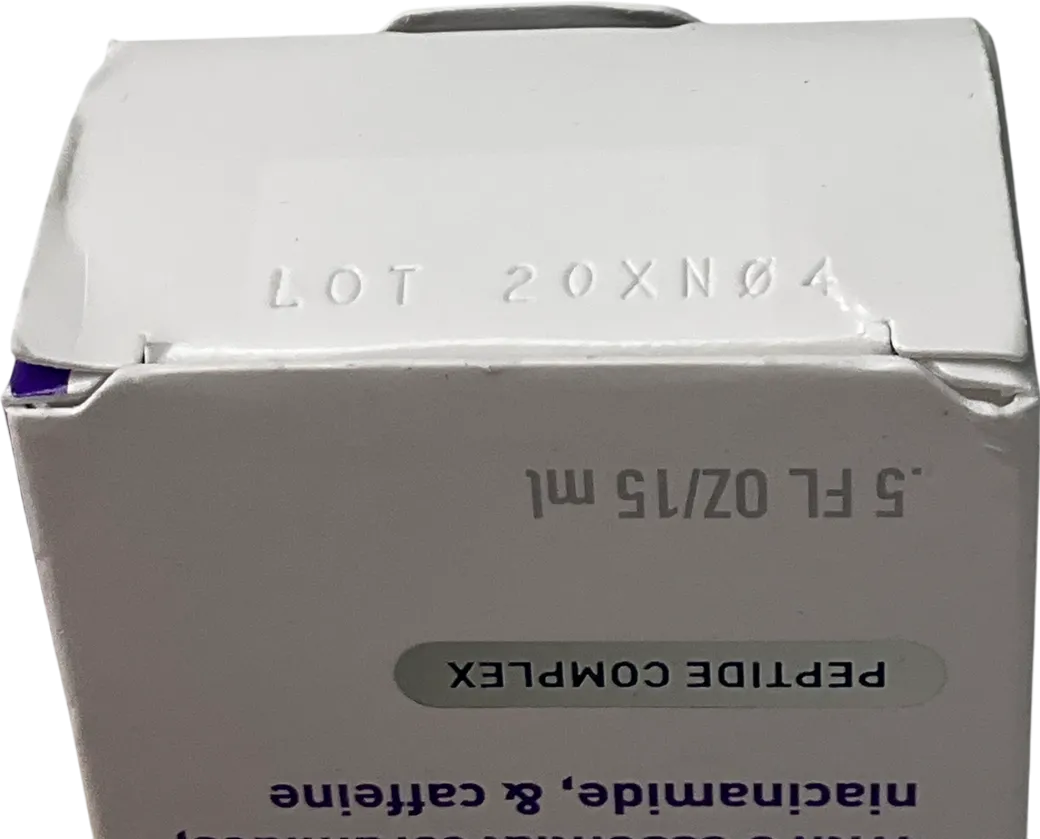 LOT 20XNØ4
.5 FL OZ/15 ml
PEPTIDE COMPLEX
niacinamide, & caffeine